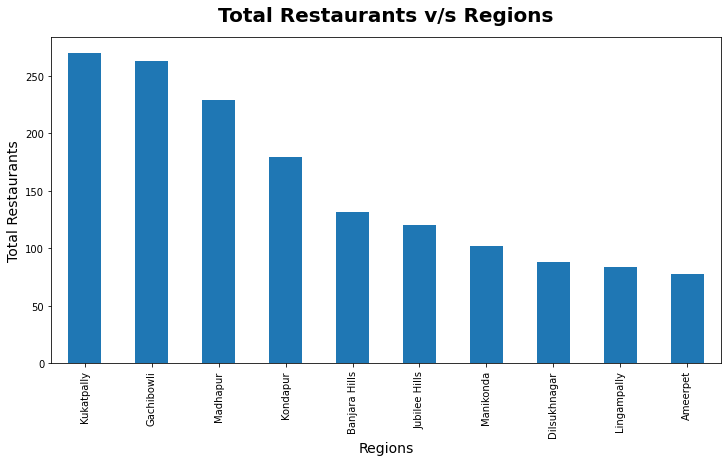 Total Restaurants v/s Regions
Total Restaurants
250
200
150
100
50
0
Kukatpally
Gachibowli
Madhapur
Kondapur
Banjara Hills
Jubilee Hills
Manikonda
Dilsukhnagar
Lingampally
Ameerpet
Regions